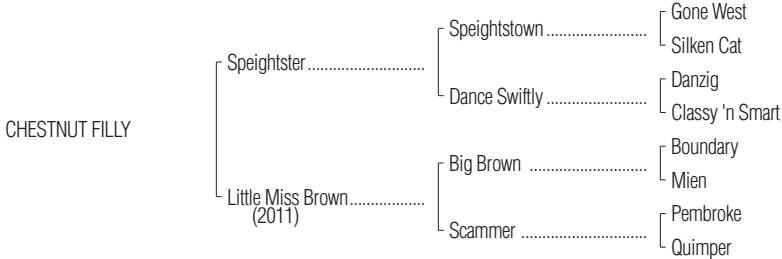 Gone West
Speightstown ........................
Silken Cat
Speightster ............................
Danzig
Dance Swiftly ........................
Classy 'n Smart
CHESTNUT FILLY
Boundary
Big Brown ............................
Mien
Little Miss Brown ..................
(2011)
Pembroke
Scammer ..............................
Quimper